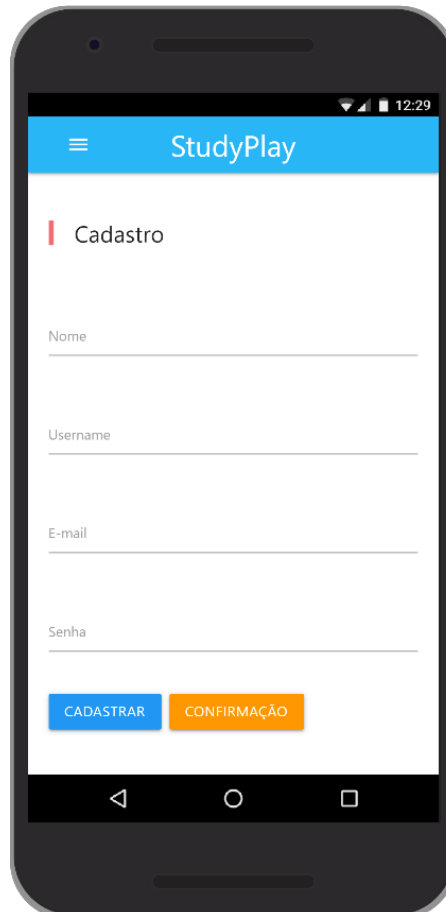 12:29
StudyPlay
Cadastro
Nome
Username
E-mail
Senha
CADASTRAR CONFIRMAÇÃO